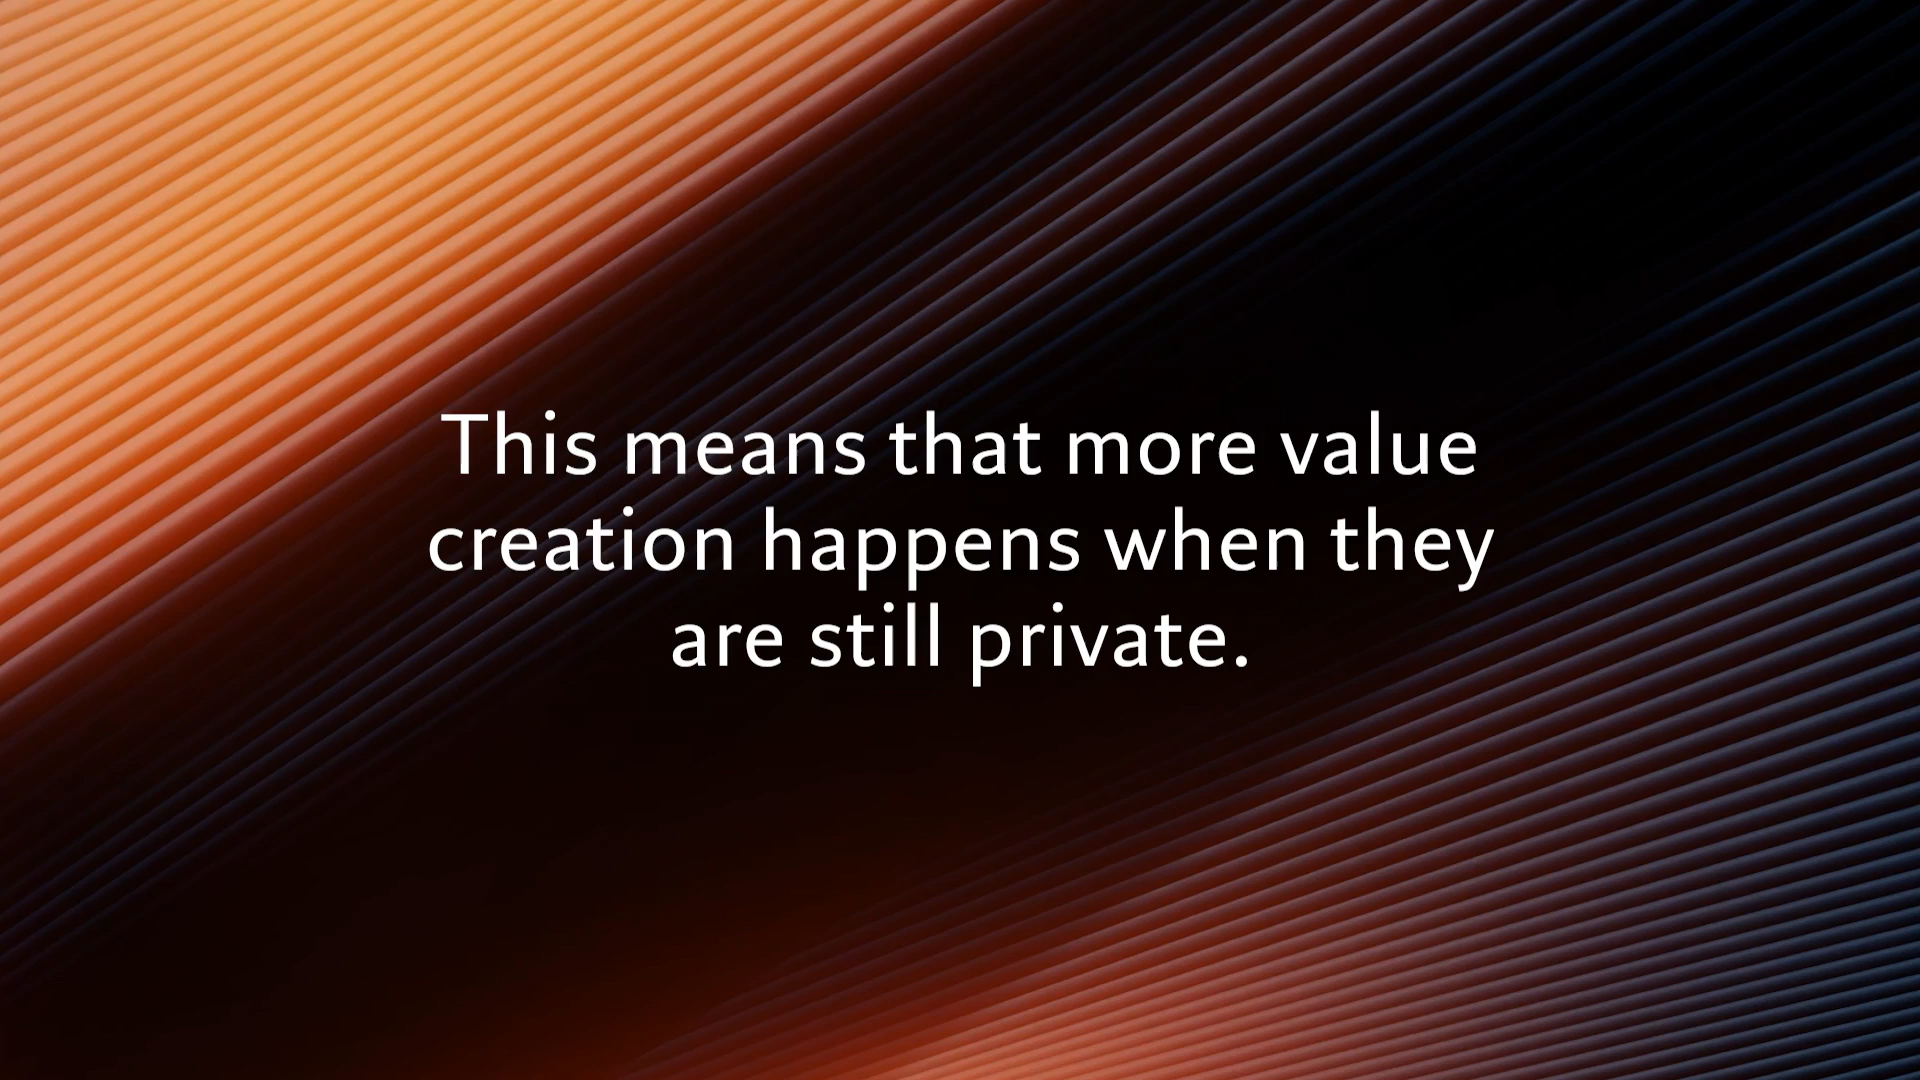 This means that more value
creation happens when they
are still private.